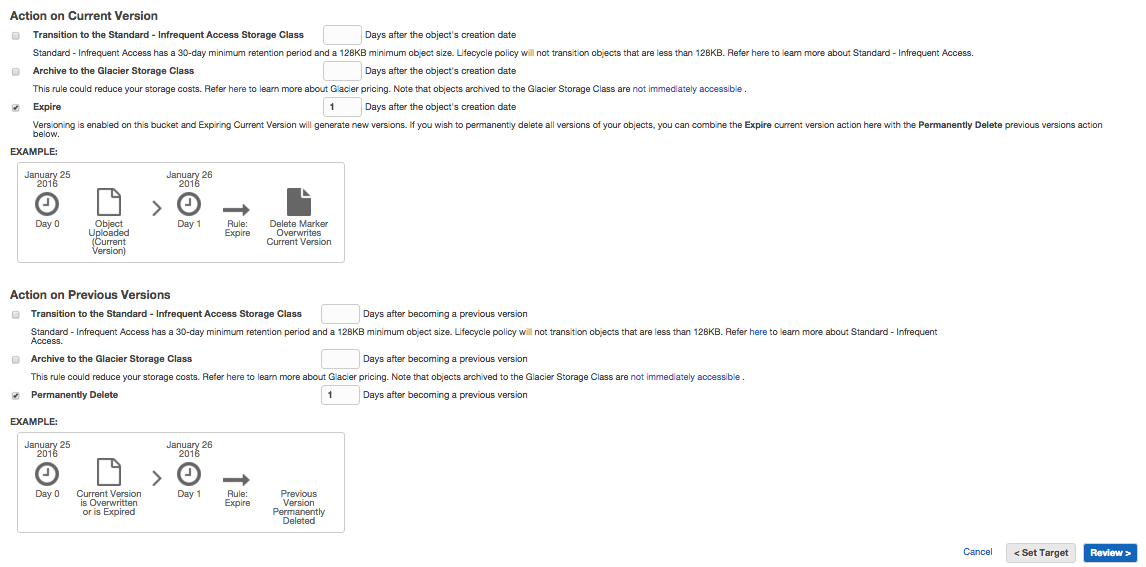 Action on Current Version
Transition to the Standard - Infrequent Access Storage Class Days after the object's creation date
Standard - Infrequent Access has a 30-day minimum retention period and a 128KB minimum object size. Lifecycle policy will not transition objects that are less than 128KB. Refer here to learn more about Standard - Infrequent Access.
Archive to the Glacier Storage Class Days after the object's creation date
This rule could reduce your storage costs. Refer here to learn more about Glacier pricing. Note that objects archived to the Glacier Storage Class are not immediately accessible .
Expire 1 Days after the object's creation date
Versioning is enabled on this bucket and Expiring Current Version will generate new versions. If you wish to permanently delete all versions of your objects, you can combine the Expire current version action here with the Permanently Delete previous versions action
below.
EXAMPLE:
January 25 January 26
2016 2016
Day 0 Object Day 1 Rule: Delete Marker
Uploaded Expire Overwrites
(Current Current Version
Version)
Action on Previous Versions
Transition to the Standard - Infrequent Access Storage Class Days after becoming a previous version
Standard - Infrequent Access has a 30-day minimum retention period and a 128KB minimum object size. Lifecycle policy will not transition objects that are less than 128KB. Refer here to learn more about Standard - Infrequent
Access.
Archive to the Glacier Storage Class Days after becoming a previous version
This rule could reduce your storage costs. Refer here to learn more about Glacier pricing. Note that objects archived to the Glacier Storage Class are not immediately accessible .
Permanently Delete 1 Days after becoming a previous version
EXAMPLE:
January 25 January 26
2016 2016
Day 0 Current Version Day 1 Rule: Previous
is Overwritten Expire Version
or is Expired Permanently
Deleted
Cancel < Set Target Review >